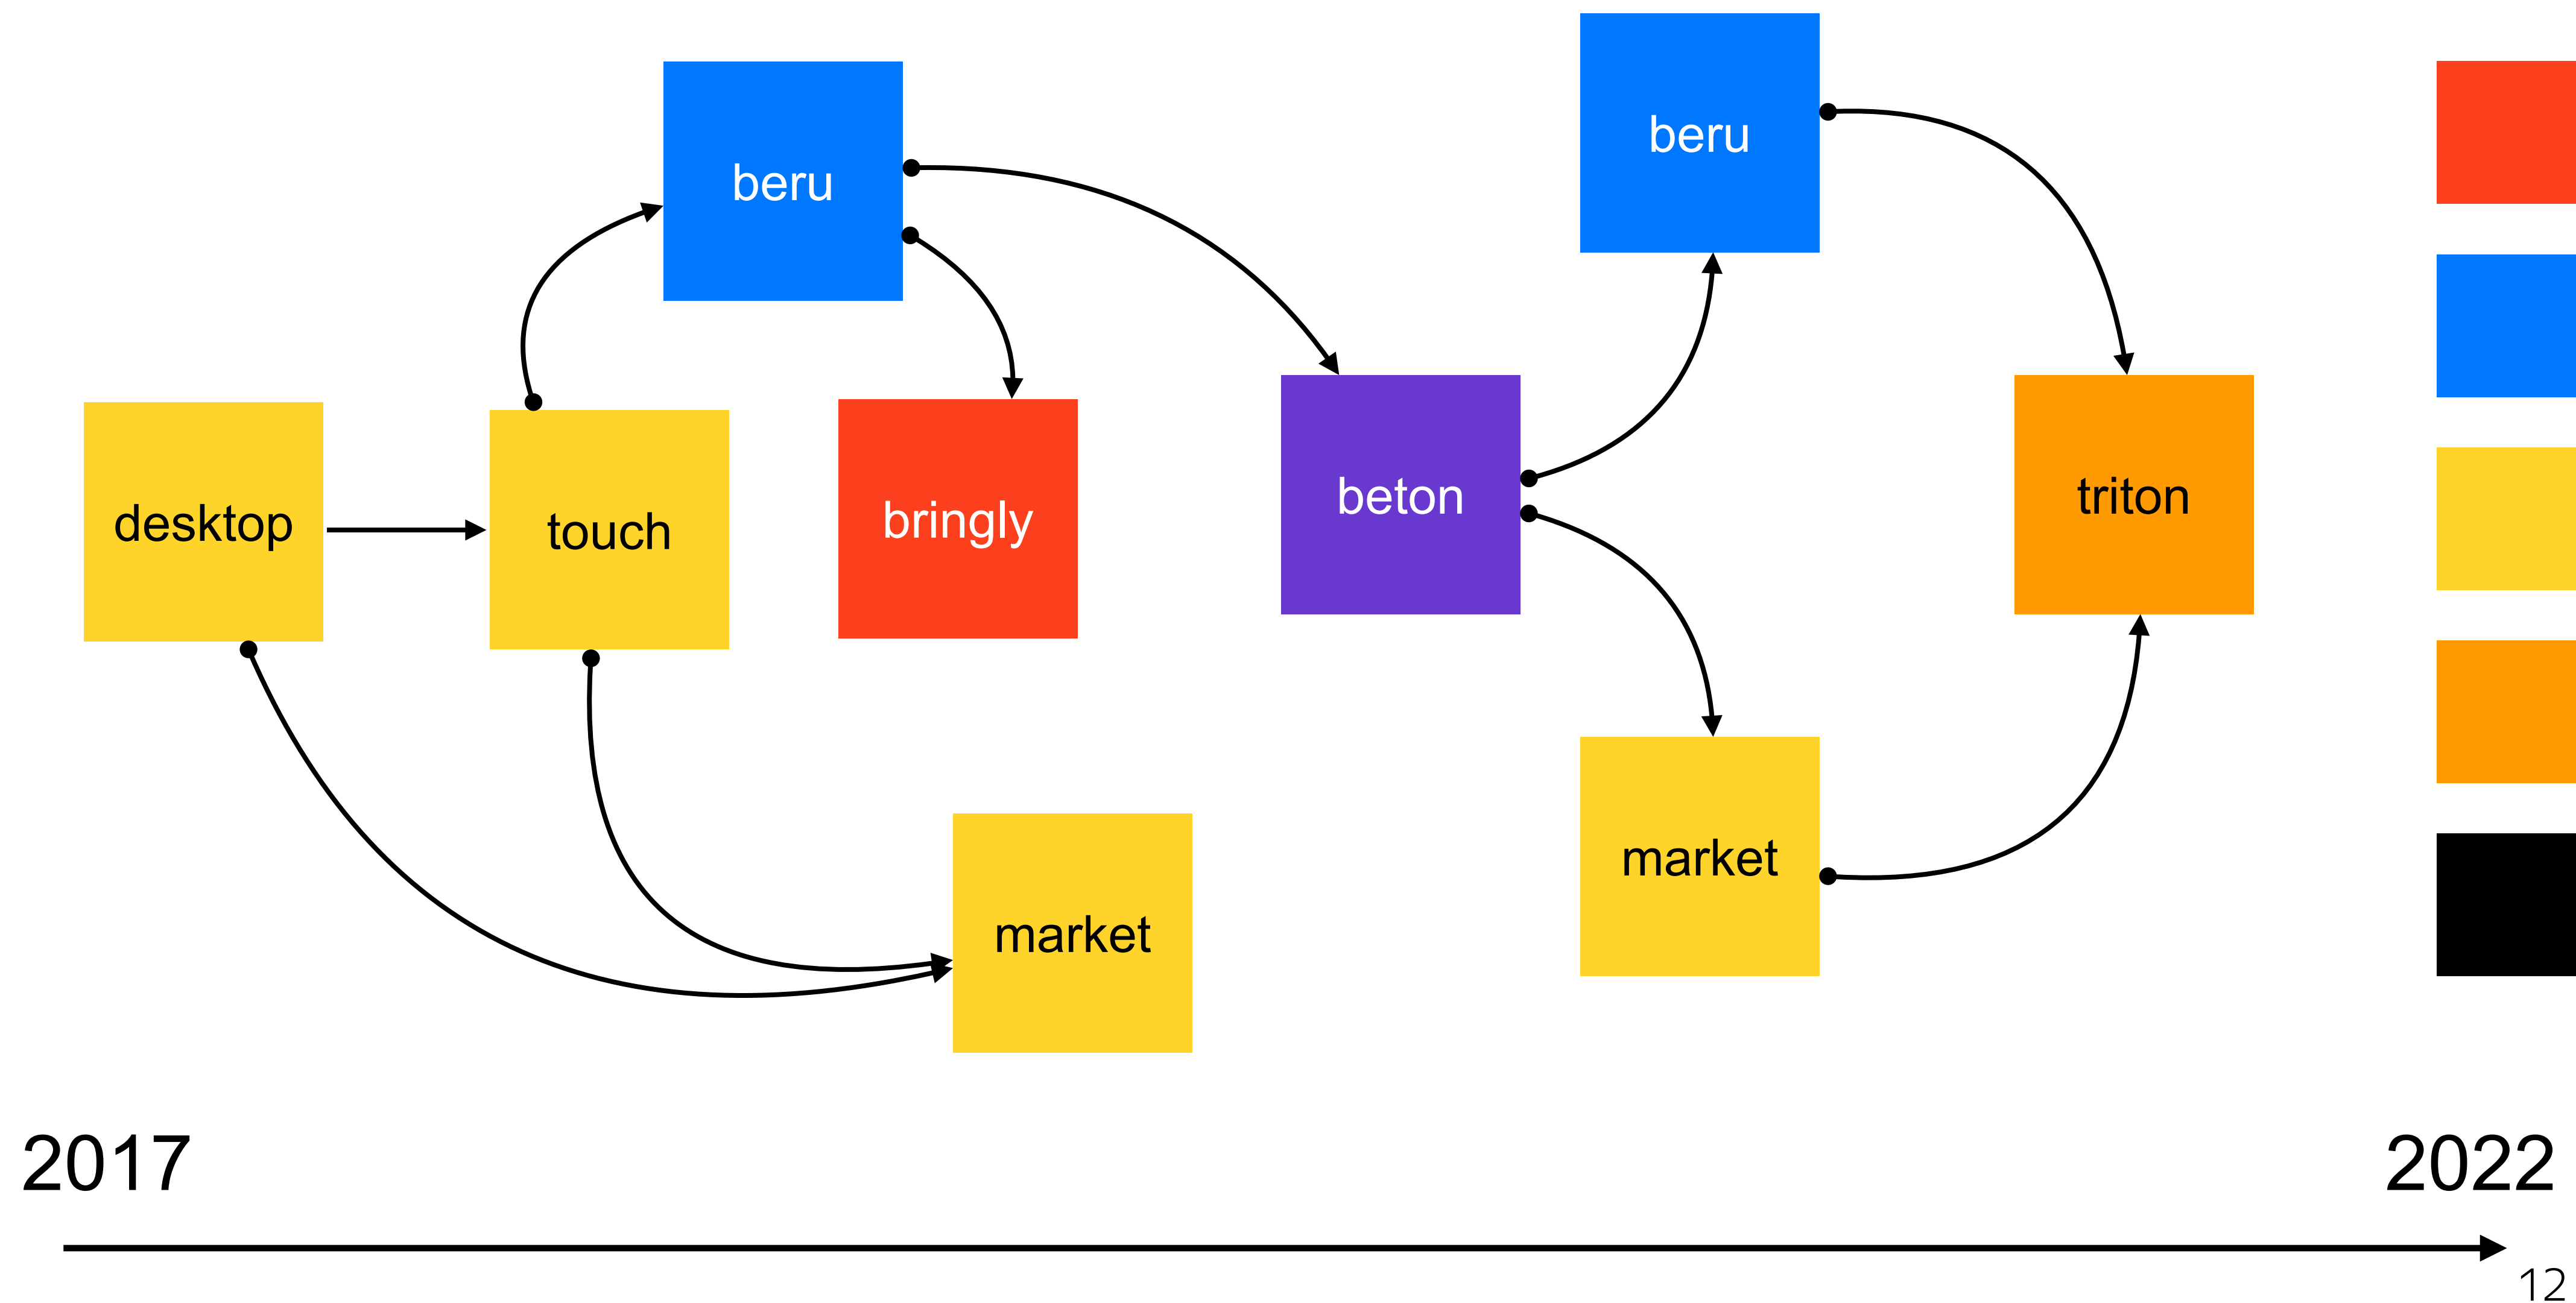 beru
beru
desktop
touch
bringly
beton
triton
market
market
2017
2022
12